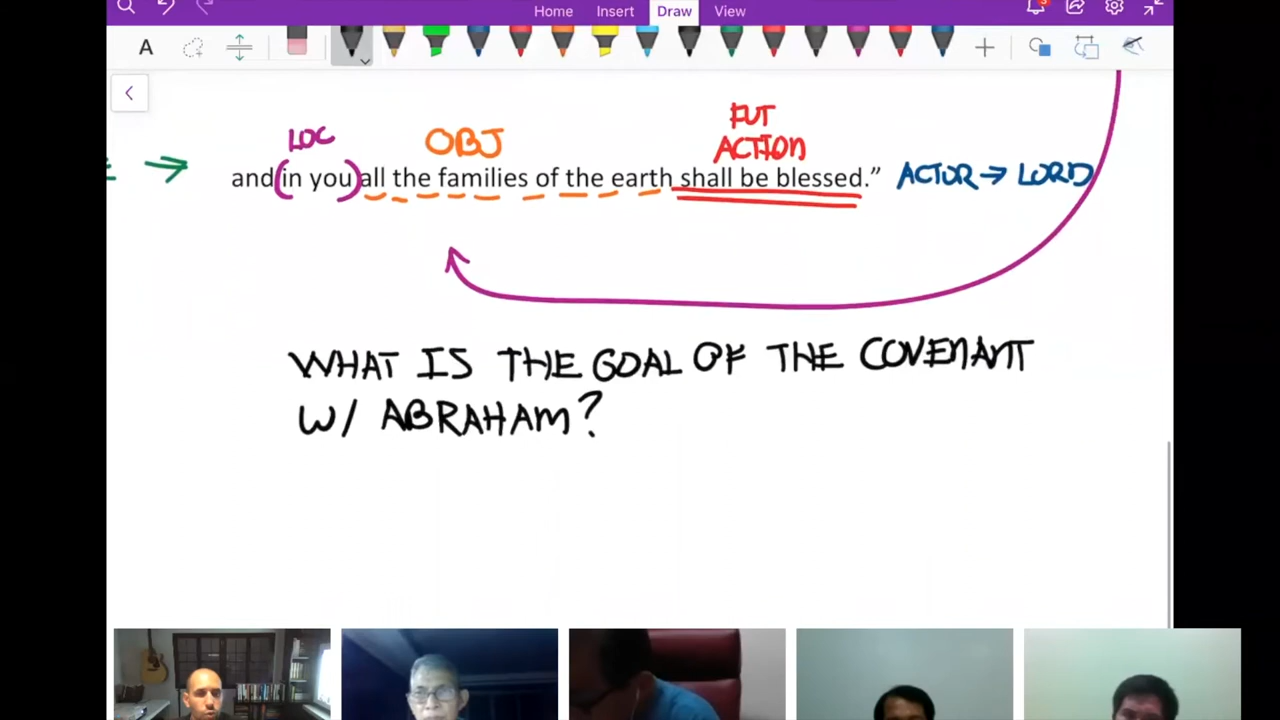 Home Insert Draw View
A
LOC OBJ FUT
ACTION
and (in you) all the families of the earth shall be blessed.” ACTOR → LORD
WHAT IS THE GOAL OF THE COVENANT
W/ ABRAHAM?